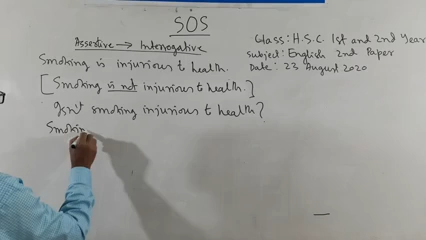 SOS
Assertive → Interrogative
Smoking is injurious to health.
[Smoking is not injurious to health.]
Isn't smoking injurious to health?
Smokin
Class: H.S.C. 1st and 2nd Year
Subject: English 2nd Paper
Date: 23 August 2020